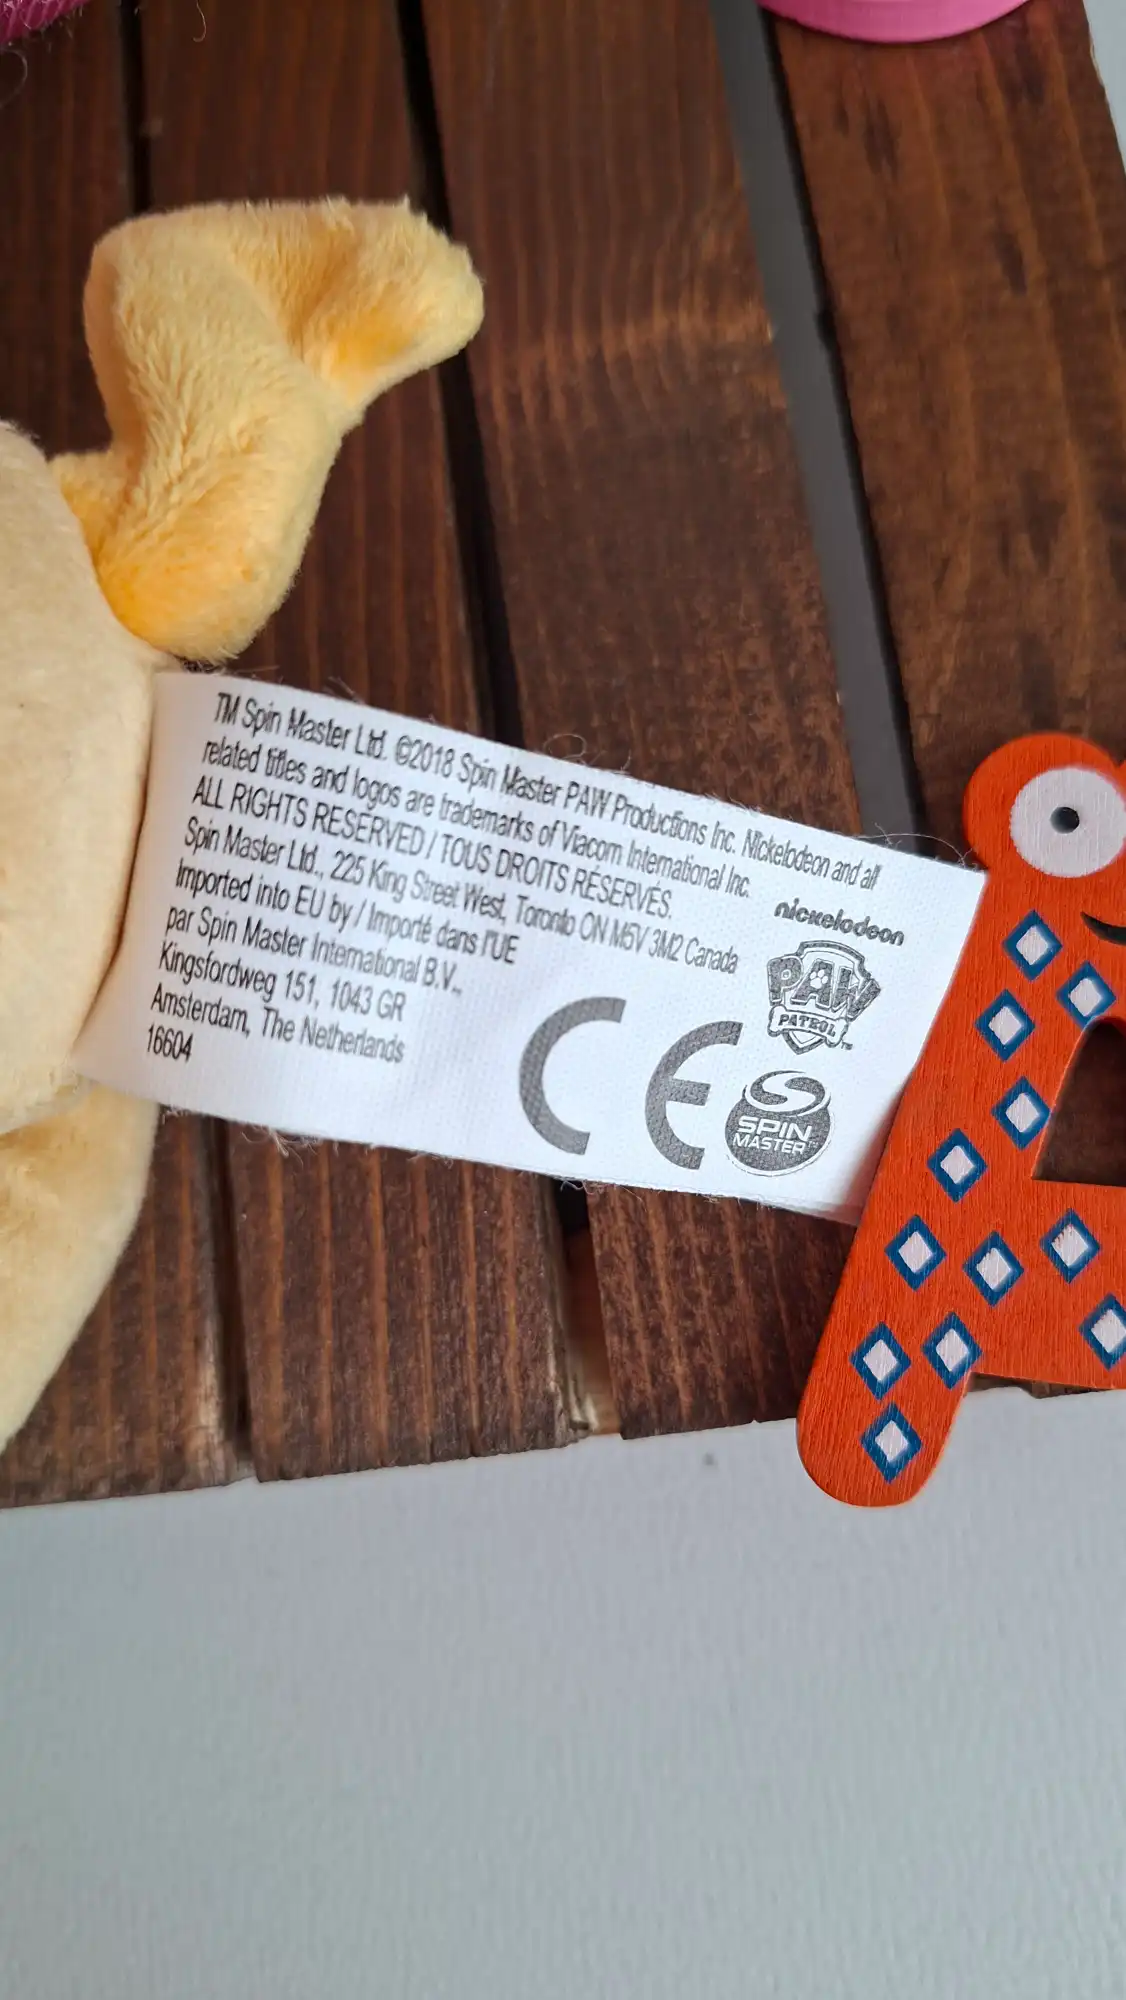 TM Spin Master Ltd. ©2018 Spin Master PAW Productions Inc. Nickelodeon and all
related titles and logos are trademarks of Viacom International Inc.
ALL RIGHTS RESERVED / TOUS DROITS RÉSERVÉS.
Spin Master Ltd., 225 King Street West, Toronto ON M5V 3M2 Canada
Imported into EU by / Importé dans l'UE
par Spin Master International B.V.,
Kingsfordweg 151, 1043 GR
Amsterdam, The Netherlands
16604
nickelodeon
PAW
PATROL™
CE
SPIN
MASTER™